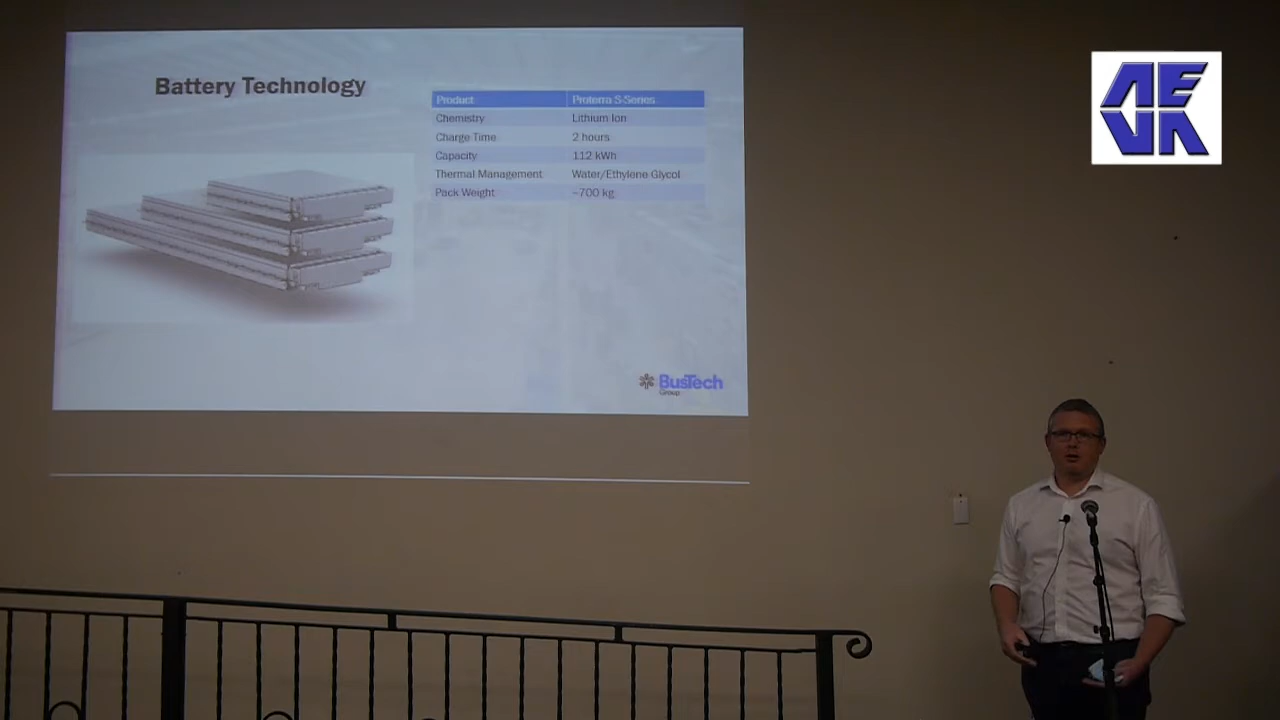 Battery Technology
Product Proterra S-Series
Chemistry Lithium Ion
Charge Time 2 hours
Capacity 112 kWh
Thermal Management Water/Ethylene Glycol
Pack Weight ~700 kg
BusTech
Group
AEVA